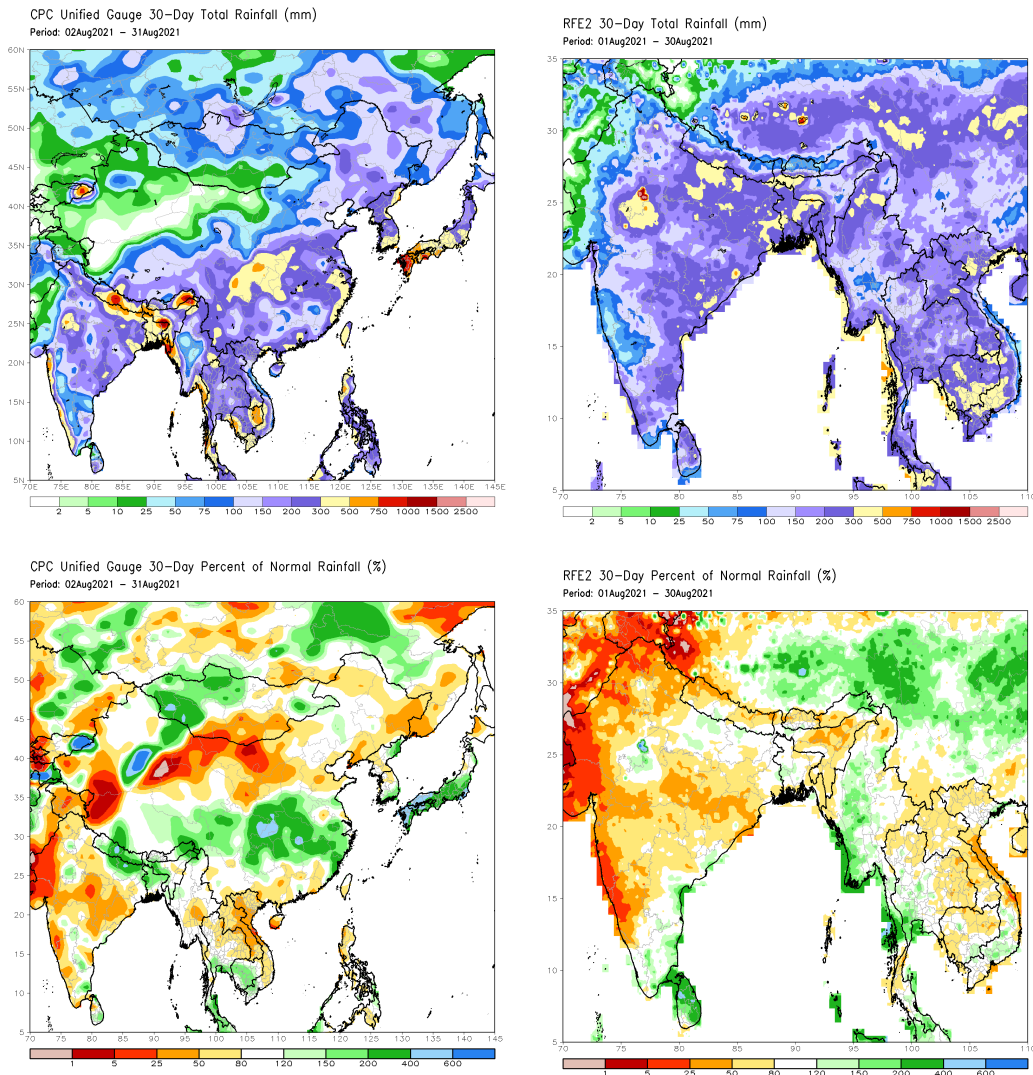 CPC Unified Gauge 30-Day Total Rainfall (mm)
Period: 02Aug2021 – 31Aug2021
60N
55N
50N
45N
40N
35N
30N
25N
20N
15N
10N
5N
70E 75E 80E 85E 90E 95E 100E 105E 110E 115E 120E 125E 130E 135E 140E 145E
2 5 10 25 50 75 100 150 200 300 500 750 1000 1500 2500
RFE2 30-Day Total Rainfall (mm)
Period: 01Aug2021 – 30Aug2021
35
30
25
20
15
10
5
70 75 80 85 90 95 100 105 110
2 5 10 25 50 75 100 150 200 300 500 750 1000 1500 2500
CPC Unified Gauge 30-Day Percent of Normal Rainfall (%)
Period: 02Aug2021 – 31Aug2021
60
55
50
45
40
35
30
25
20
15
10
5
70 75 80 85 90 95 100 105 110 115 120 125 130 135 140 145
1 5 25 50 80 120 150 200 400 600
RFE2 30-Day Percent of Normal Rainfall (%)
Period: 01Aug2021 – 30Aug2021
35
30
25
20
15
10
5
70 75 80 85 90 95 100 105 110
1 5 25 50 80 120 150 200 400 600